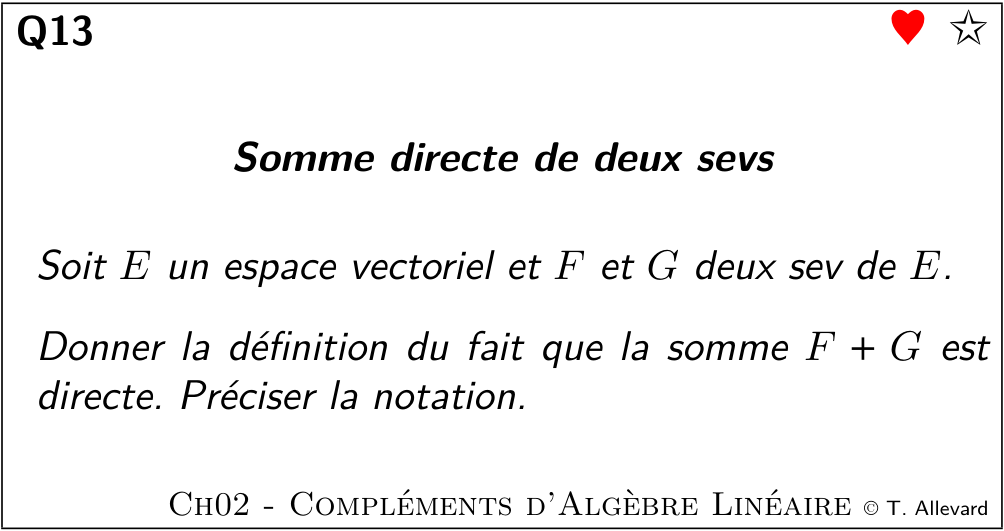 Q13
Somme directe de deux sevs
Soit E un espace vectoriel et F et G deux sev de E.
Donner la définition du fait que la somme F + G est
directe. Préciser la notation.
Ch02 - Compléments d'Algèbre Linéaire © T. Allevard